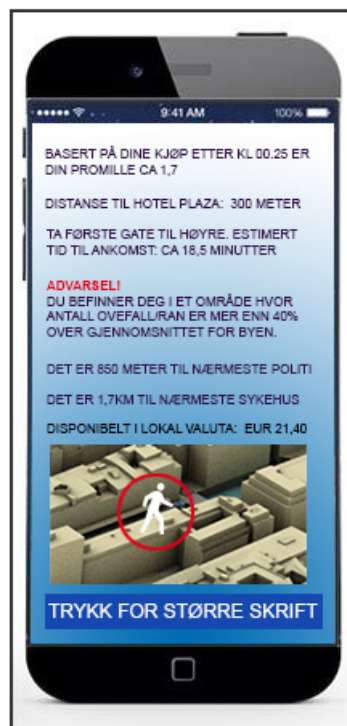 9:41 AM 100%
BASERT PÅ DINE KJØP ETTER KL 00.25 ER
DIN PROMILLE CA 1,7
DISTANSE TIL HOTEL PLAZA: 300 METER
TA FØRSTE GATE TIL HØYRE. ESTIMERT
TID TIL ANKOMST: CA 18,5 MINUTTER
ADVARSEL!
DU BEFINNER DEG I ET OMRÅDE HVOR
ANTALL OVEFALL/RAN ER MER ENN 40%
OVER GJENNOMSNITTET FOR BYEN.
DET ER 850 METER TIL NÆRMESTE POLITI
DET ER 1,7KM TIL NÆRMESTE SYKEHUS
DISPONIBELT I LOKAL VALUTA: EUR 21,40
TRYKK FOR STØRRE SKRIFT